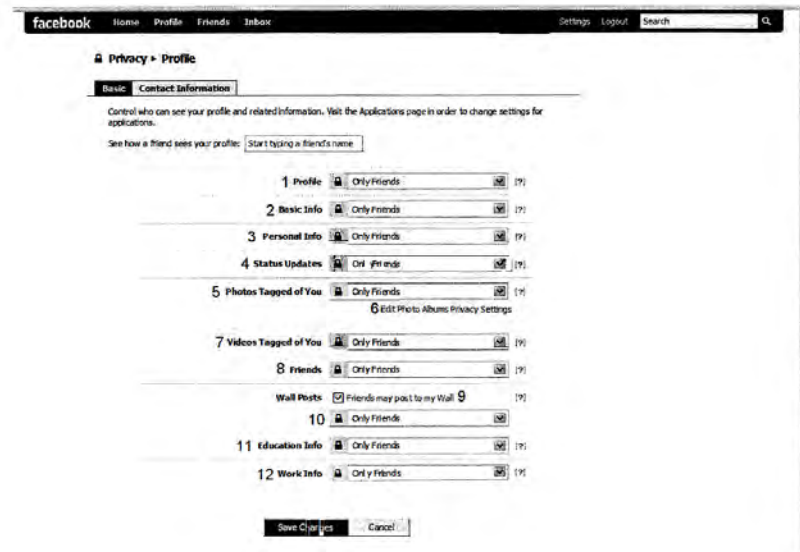 facebook Home Profile Friends Inbox Settings Logout Search
Privacy ▸ Profile
Basic Contact Information
Control who can see your profile and related information. Visit the Applications page in order to change settings for
applications.
See how a friend sees your profile: Start typing a friend's name
1 Profile Only Friends [?]
2 Basic Info Only Friends [?]
3 Personal Info Only Friends [?]
4 Status Updates Only Friends [?]
5 Photos Tagged of You Only Friends [?]
6 Edit Photo Albums Privacy Settings
7 Videos Tagged of You Only Friends [?]
8 Friends Only Friends [?]
Wall Posts Friends may post to my Wall 9 [?]
10 Only Friends
11 Education Info Only Friends [?]
12 Work Info Only Friends [?]
Save Changes Cancel